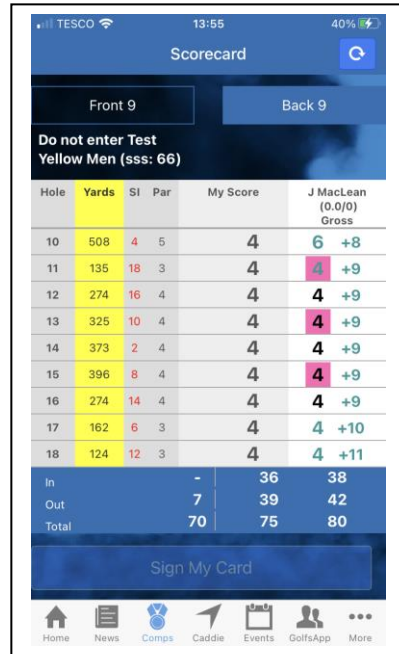 TESCO 13:55 40%
Scorecard
Front 9 Back 9
Do not enter Test
Yellow Men (sss: 66)
Hole Yards SI Par My Score J MacLean
(0.0/0)
Gross
10 508 4 5 4 6 +8
11 135 18 3 4 4 +9
12 274 16 4 4 4 +9
13 325 10 4 4 4 +9
14 373 2 4 4 4 +9
15 396 8 4 4 4 +9
16 274 14 4 4 4 +9
17 162 6 3 4 4 +10
18 124 12 3 4 4 +11
In - 36 38
Out 7 39 42
Total 70 75 80
Sign My Card
Home News Comps Caddie Events GolfsApp More